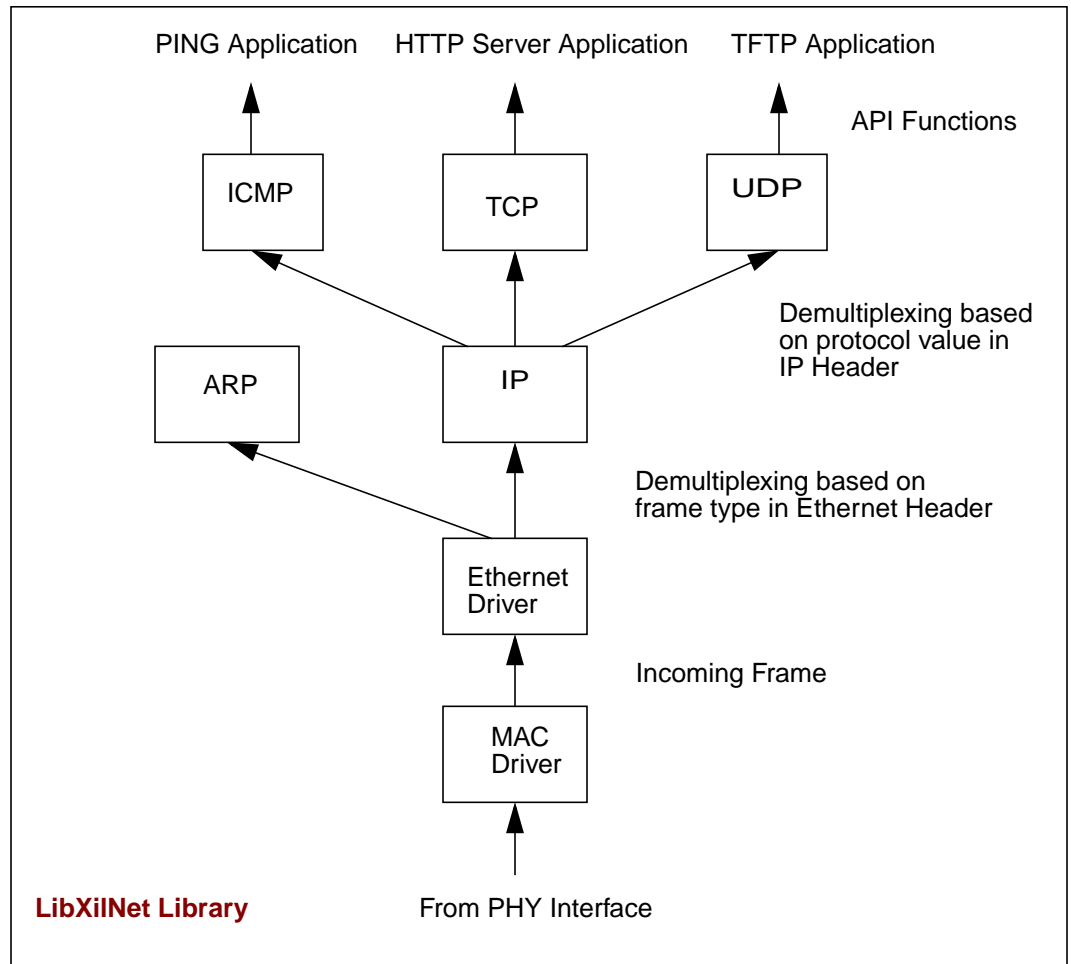 PING Application
HTTP Server Application
TFTP Application
API Functions
ICMP
TCP
UDP
Demultiplexing based
on protocol value in
IP Header
ARP
IP
Demultiplexing based on
frame type in Ethernet Header
Ethernet
Driver
Incoming Frame
MAC
Driver
LibXilNet Library
From PHY Interface